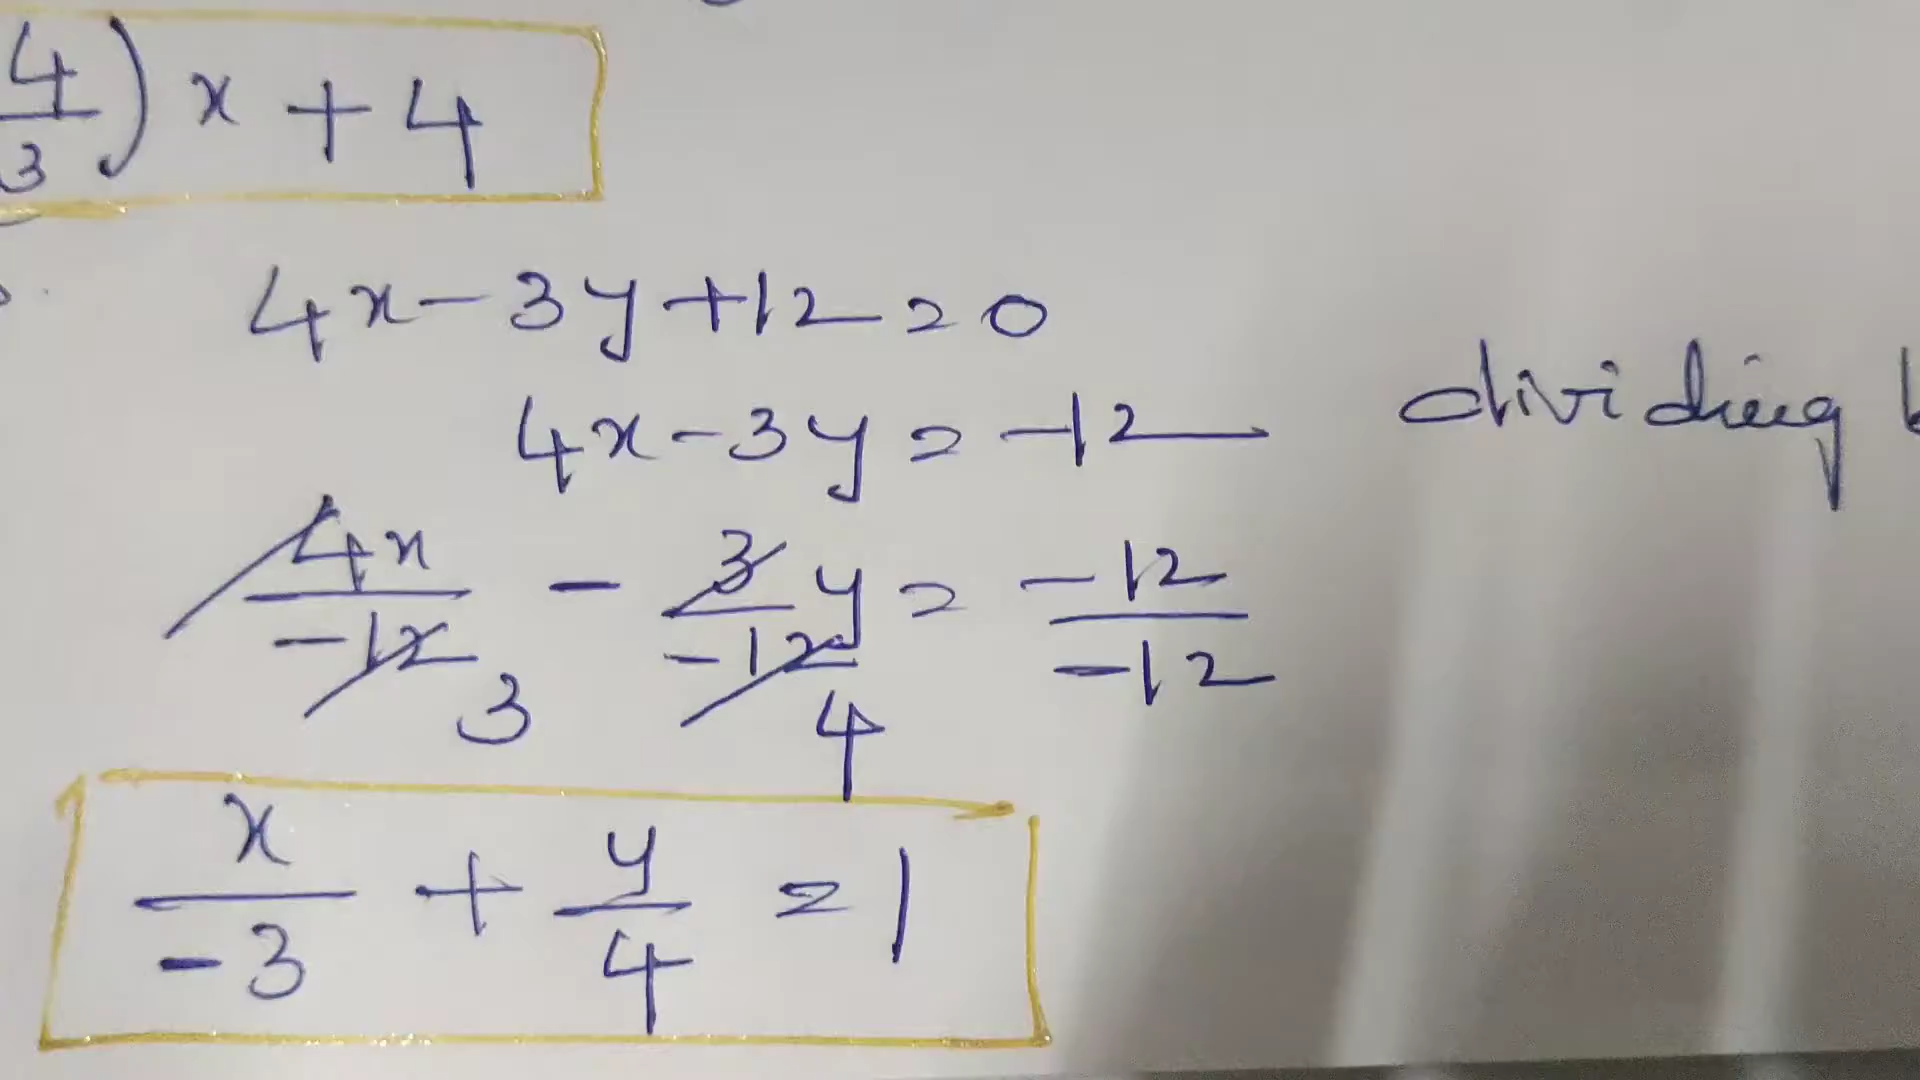 4/3) x + 4
4x - 3y + 12 = 0
4x - 3y = -12 dividing
4x/-12 3 - 3/-12 4 y = -12/-12
x/-3 + y/4 = 1